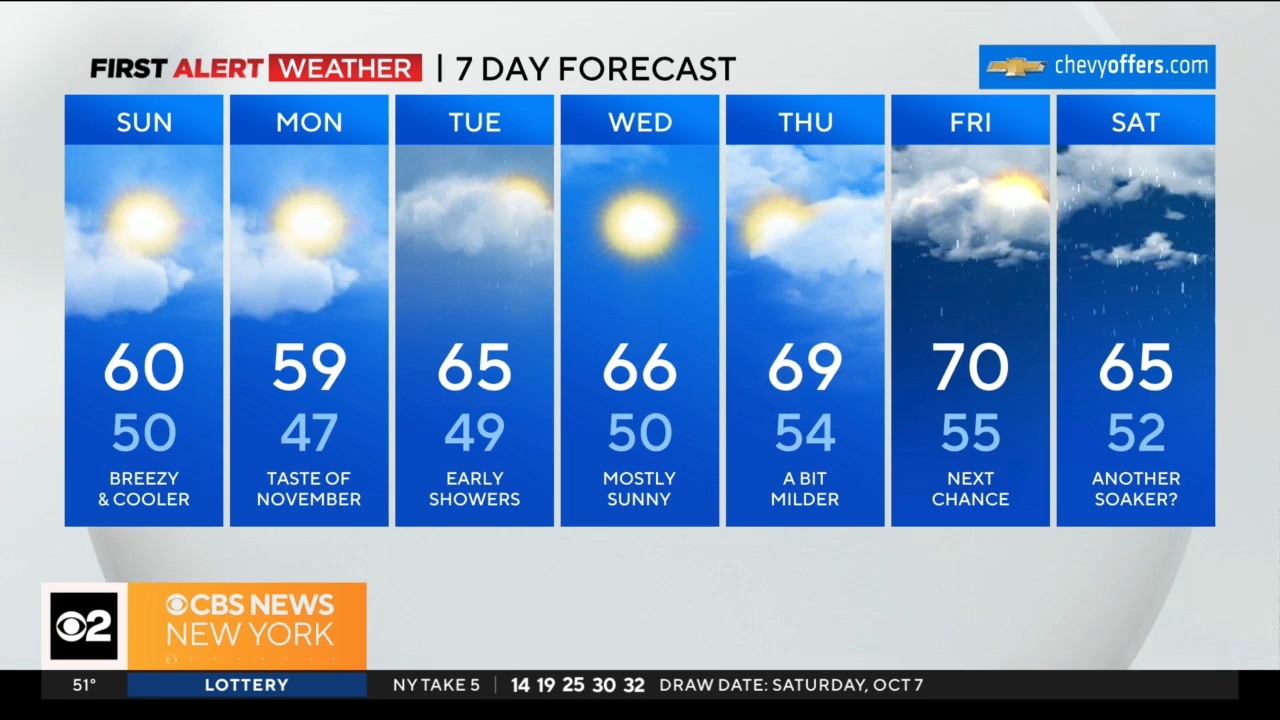 FIRST ALERT WEATHER | 7 DAY FORECAST
chevyoffers.com
SUN
60
50
BREEZY
& COOLER
MON
59
47
TASTE OF
NOVEMBER
TUE
65
49
EARLY
SHOWERS
WED
66
50
MOSTLY
SUNNY
THU
69
54
A BIT
MILDER
FRI
70
55
NEXT
CHANCE
SAT
65
52
ANOTHER
SOAKER?
2
CBS NEWS
NEW YORK
51° LOTTERY NY TAKE 5 | 14 19 25 30 32 DRAW DATE: SATURDAY, OCT 7